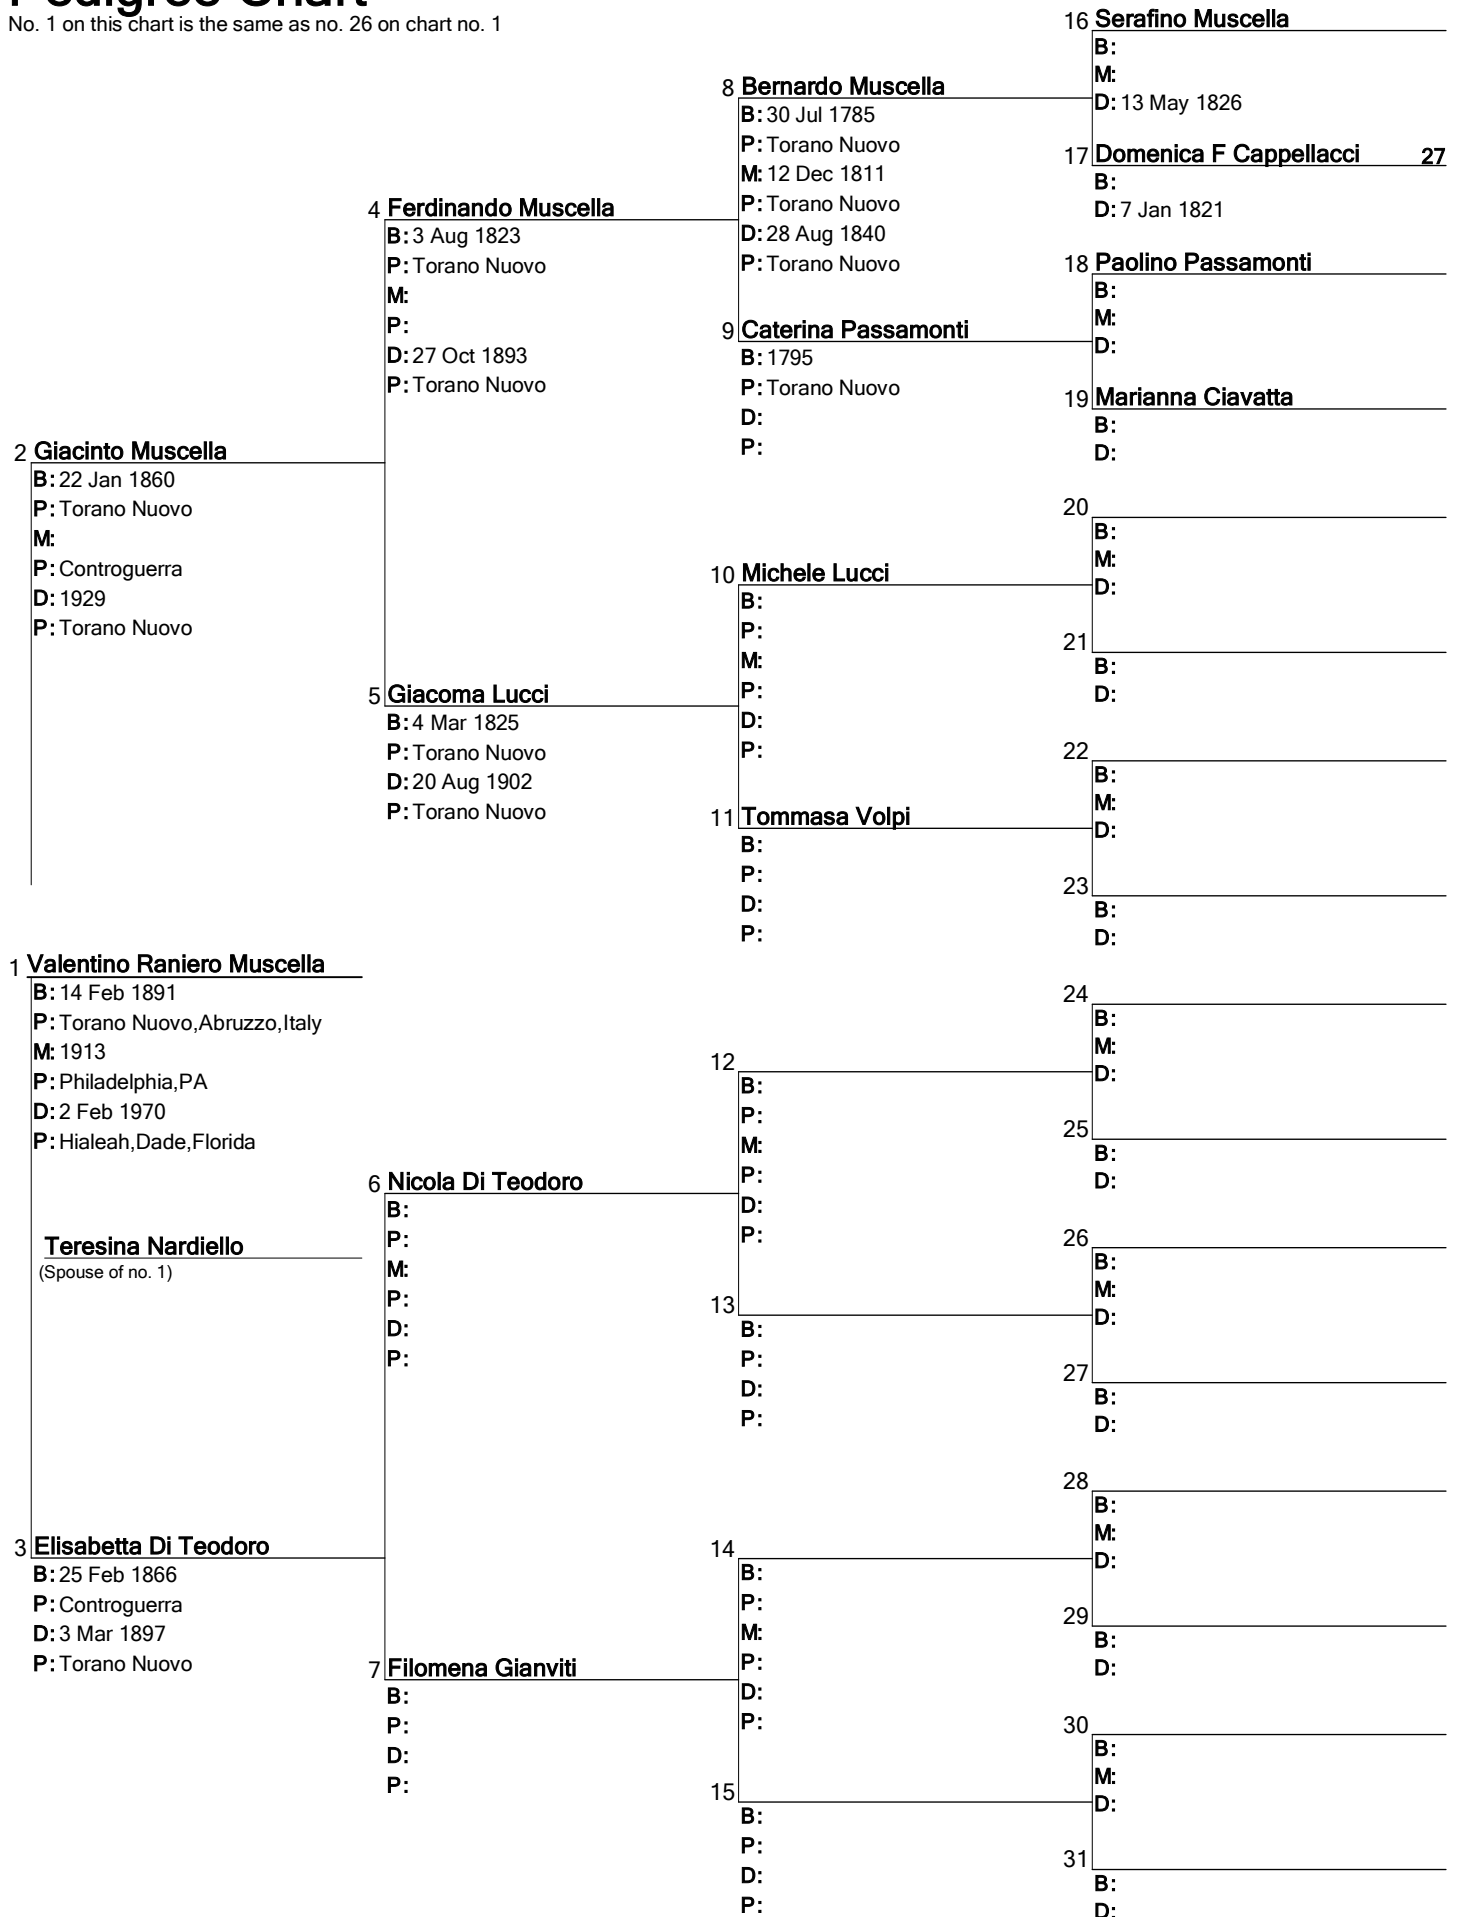 Pedigree Chart
No. 1 on this chart is the same as no. 26 on chart no. 1
16 Serafino Muscella
B:
M:
D: 13 May 1826
8 Bernardo Muscella
B: 30 Jul 1785
P: Torano Nuovo
M: 12 Dec 1811
P: Torano Nuovo
D: 28 Aug 1840
P: Torano Nuovo
17 Domenica F Cappellacci 27
B:
D: 7 Jan 1821
4 Ferdinando Muscella
B: 3 Aug 1823
P: Torano Nuovo
M:
P:
D: 27 Oct 1893
P: Torano Nuovo
18 Paolino Passamonti
B:
M:
D:
9 Caterina Passamonti
B: 1795
P: Torano Nuovo
D:
P:
19 Marianna Ciavatta
B:
D:
2 Giacinto Muscella
B: 22 Jan 1860
P: Torano Nuovo
M:
P: Controguerra
D: 1929
P: Torano Nuovo
20
B:
M:
D:
10 Michele Lucci
B:
P:
M:
P:
D:
P:
21
B:
D:
5 Giacoma Lucci
B: 4 Mar 1825
P: Torano Nuovo
D: 20 Aug 1902
P: Torano Nuovo
22
B:
M:
D:
11 Tommasa Volpi
B:
P:
D:
P:
23
B:
D:
1 Valentino Raniero Muscella
B: 14 Feb 1891
P: Torano Nuovo,Abruzzo,Italy
M: 1913
P: Philadelphia,PA
D: 2 Feb 1970
P: Hialeah,Dade,Florida
Teresina Nardiello
(Spouse of no. 1)
24
B:
M:
D:
12
B:
P:
M:
P:
D:
P:
25
B:
D:
6 Nicola Di Teodoro
B:
P:
M:
P:
D:
P:
26
B:
M:
D:
13
B:
P:
D:
P:
27
B:
D:
3 Elisabetta Di Teodoro
B: 25 Feb 1866
P: Controguerra
D: 3 Mar 1897
P: Torano Nuovo
28
B:
M:
D:
14
B:
P:
M:
P:
D:
P:
29
B:
D:
7 Filomena Gianviti
B:
P:
D:
P:
30
B:
M:
D:
15
B:
P:
D:
P:
31
B:
D: